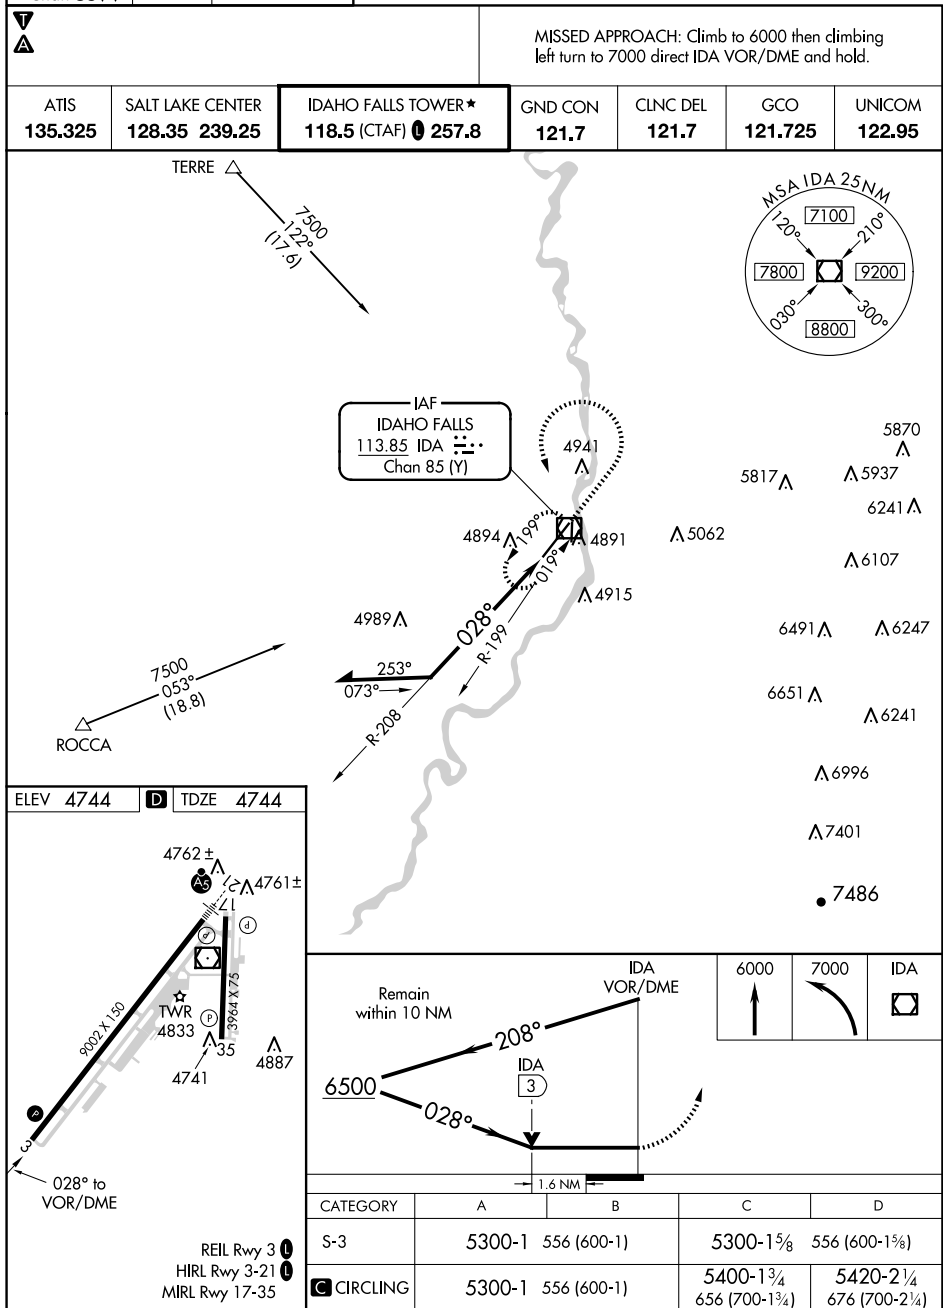 T
A
MISSED APPROACH: Climb to 6000 then climbing
left turn to 7000 direct IDA VOR/DME and hold.
ATIS
135.325
SALT LAKE CENTER
128.35 239.25
IDAHO FALLS TOWER★
118.5 (CTAF) L 257.8
GND CON
121.7
CLNC DEL
121.7
GCO
121.725
UNICOM
122.95
TERRE
7500
122°
(17.6)
MSA IDA 25NM
7100
120°
210°
7800
9200
030°
300°
8800
IAF
IDAHO FALLS
113.85 IDA
Chan 85 (Y)
4941
5870
5817
5937
6241
4894
199°
4891
5062
019°
6107
4915
4989
028°
R-199
6491
6247
253°
073°
7500
053°
(18.8)
6651
R-208
6241
ROCCA
6996
7401
7486
ELEV 4744
D
TDZE 4744
4762 ±
A5
4761±
21
17
P
P
9002 X 150
3964 X 75
TWR
4833
P
35
4741
4887
P
3
028° to
VOR/DME
REIL Rwy 3 L
HIRL Rwy 3-21 L
MIRL Rwy 17-35
Remain
within 10 NM
IDA
VOR/DME
6000
7000
IDA
208°
IDA
3
6500
028°
1.6 NM
CATEGORY
A
B
C
D
S-3
5300-1 556 (600-1)
5300-1⅝ 556 (600-1⅝)
C CIRCLING
5300-1 556 (600-1)
5400-1¾
656 (700-1¾)
5420-2¼
676 (700-2¼)